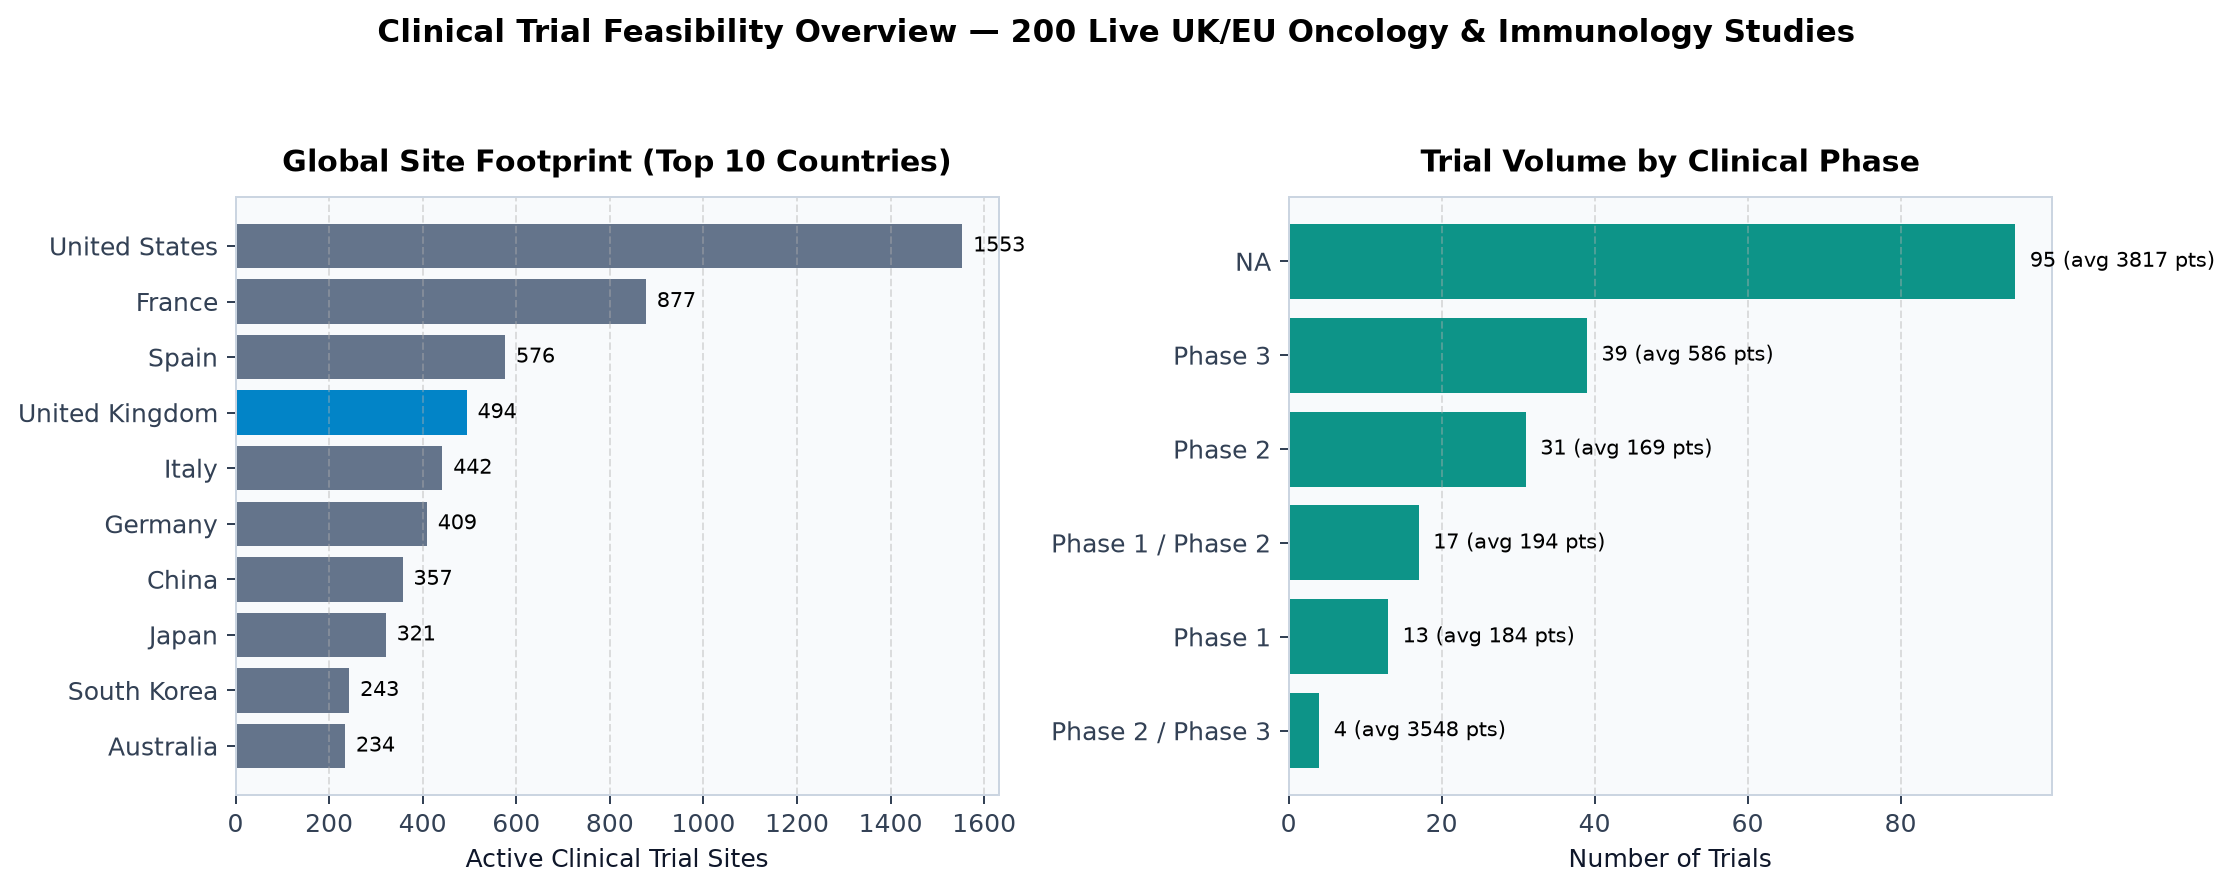 Clinical Trial Feasibility Overview — 200 Live UK/EU Oncology & Immunology Studies
Global Site Footprint (Top 10 Countries)
United States 1553
France 877
Spain 576
United Kingdom 494
Italy 442
Germany 409
China 357
Japan 321
South Korea 243
Australia 234
0 200 400 600 800 1000 1200 1400 1600
Active Clinical Trial Sites
Trial Volume by Clinical Phase
NA 95 (avg 3817 pts)
Phase 3 39 (avg 586 pts)
Phase 2 31 (avg 169 pts)
Phase 1 / Phase 2 17 (avg 194 pts)
Phase 1 13 (avg 184 pts)
Phase 2 / Phase 3 4 (avg 3548 pts)
0 20 40 60 80
Number of Trials